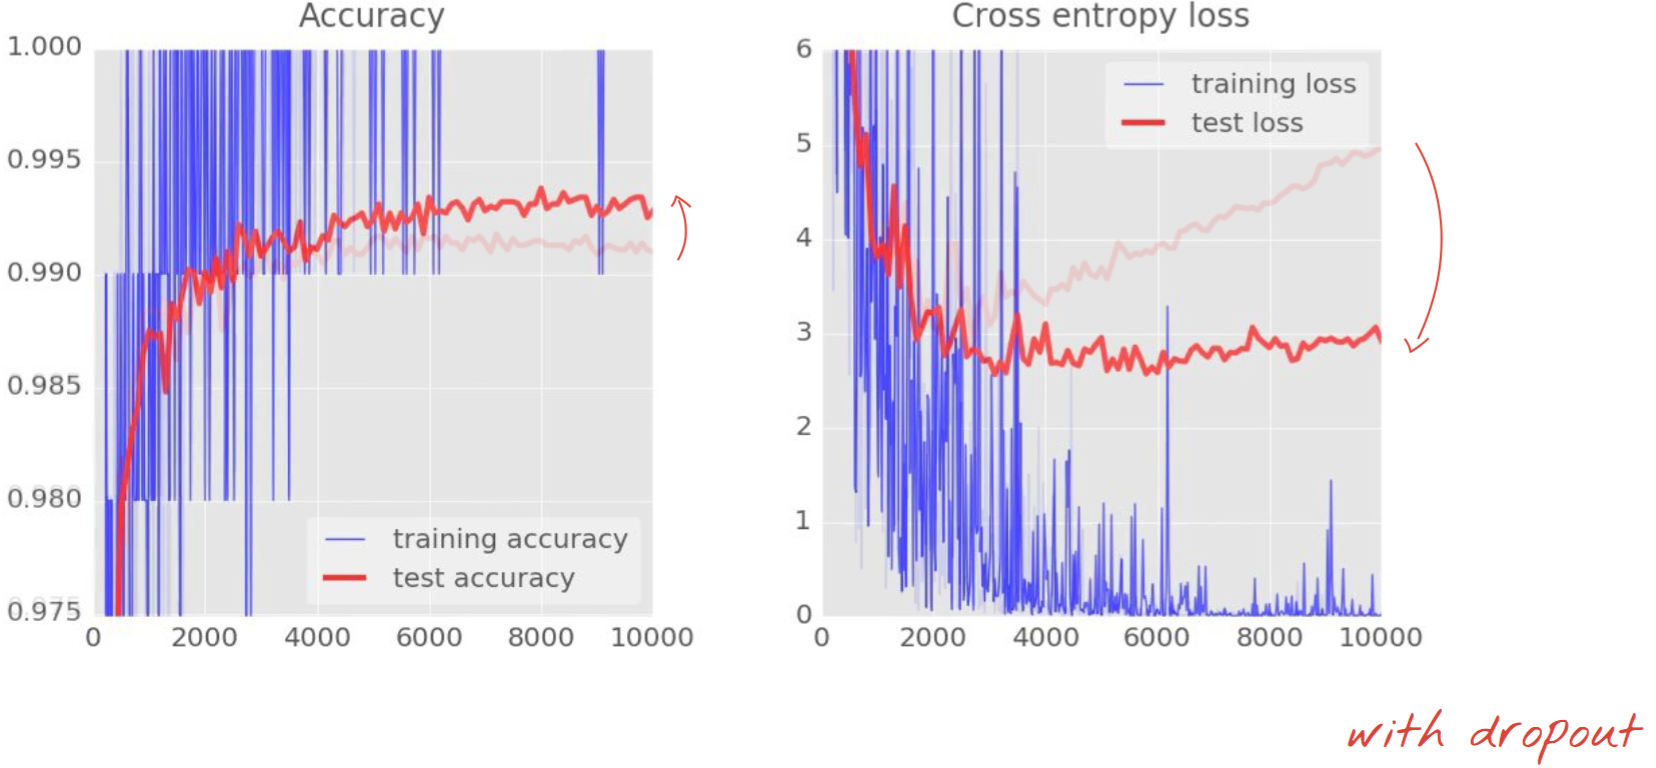 Accuracy
1.000
0.995
0.990
0.985
0.980
0.975
0 2000 4000 6000 8000 10000
training accuracy
test accuracy
Cross entropy loss
6
5
4
3
2
1
0
0 2000 4000 6000 8000 10000
training loss
test loss
with dropout